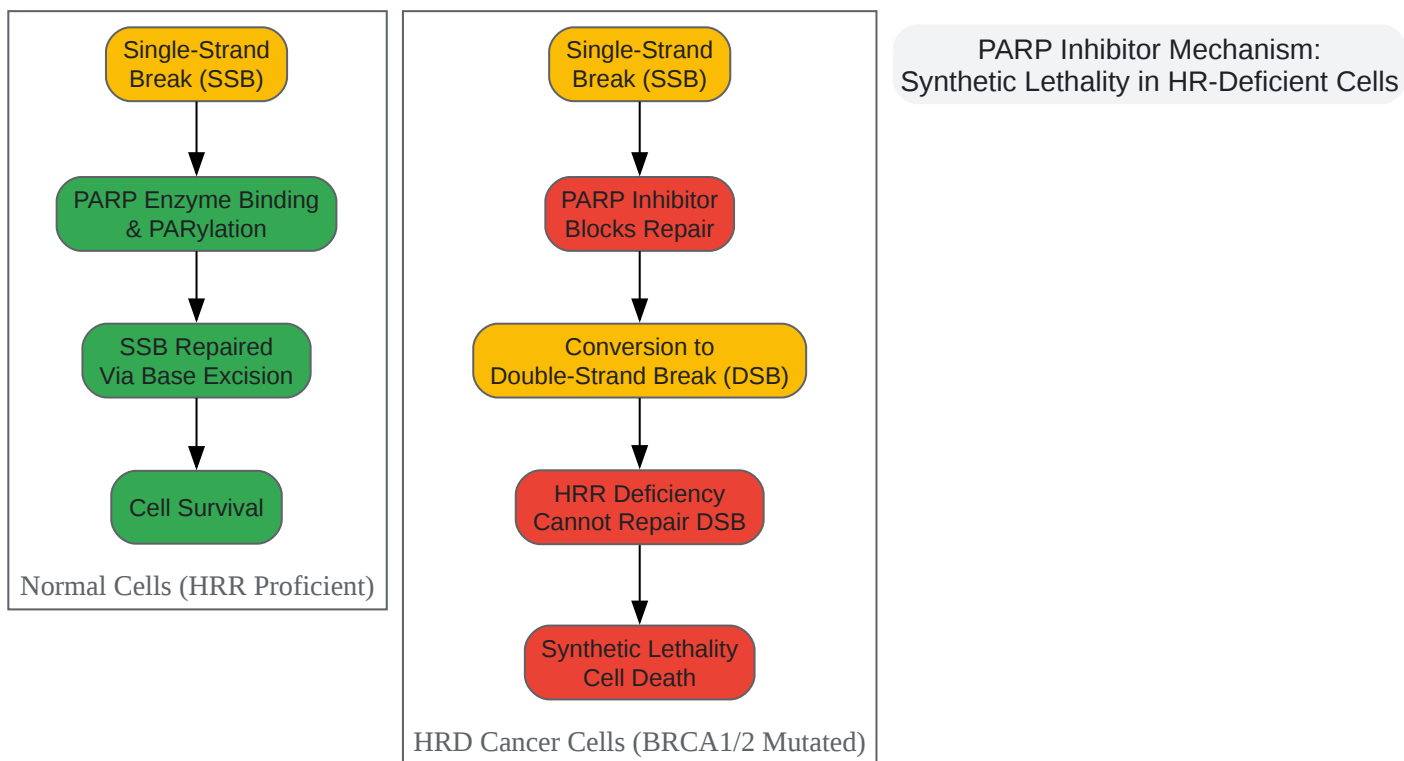 Single-Strand
Break (SSB)
PARP Enzyme Binding
& PARylation
SSB Repaired
Via Base Excision
Cell Survival
Normal Cells (HRR Proficient)
Single-Strand
Break (SSB)
PARP Inhibitor
Blocks Repair
Conversion to
Double-Strand Break (DSB)
HRR Deficiency
Cannot Repair DSB
Synthetic Lethality
Cell Death
HRD Cancer Cells (BRCA1/2 Mutated)
PARP Inhibitor Mechanism:
Synthetic Lethality in HR-Deficient Cells